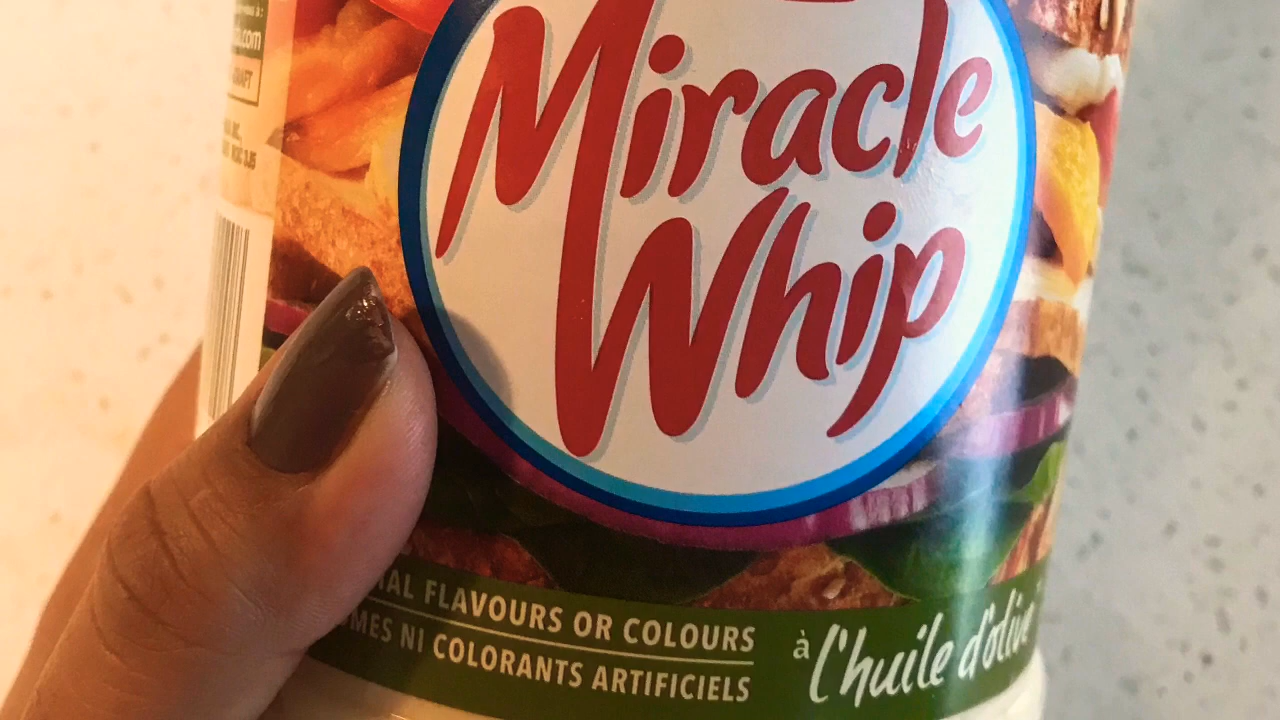 Miracle
Whip
FLAVOURS OR COLOURS
NI COLORANTS ARTIFICIELS
à l'huile d'olive